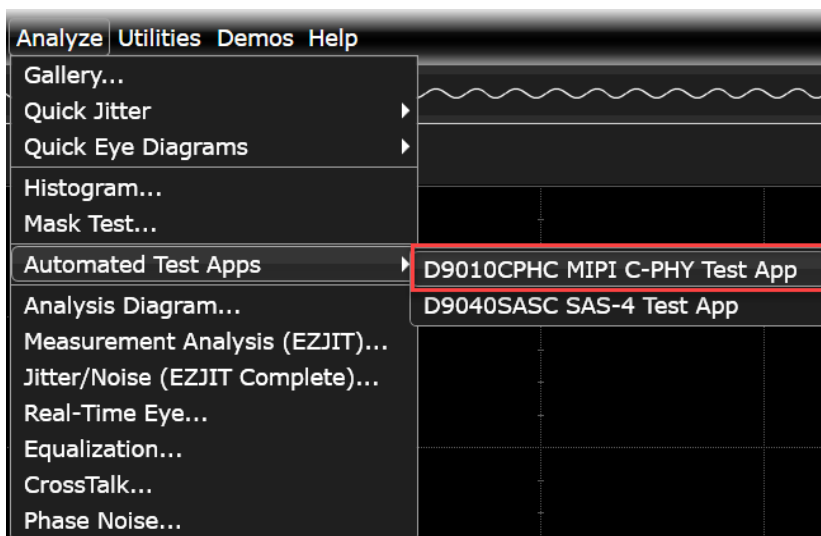 Analyze Utilities Demos Help
Gallery...
Quick Jitter
Quick Eye Diagrams
Histogram...
Mask Test...
Automated Test Apps
D9010CPHC MIPI C-PHY Test App
D9040SASC SAS-4 Test App
Analysis Diagram...
Measurement Analysis (EZJIT)...
Jitter/Noise (EZJIT Complete)...
Real-Time Eye...
Equalization...
CrossTalk...
Phase Noise...